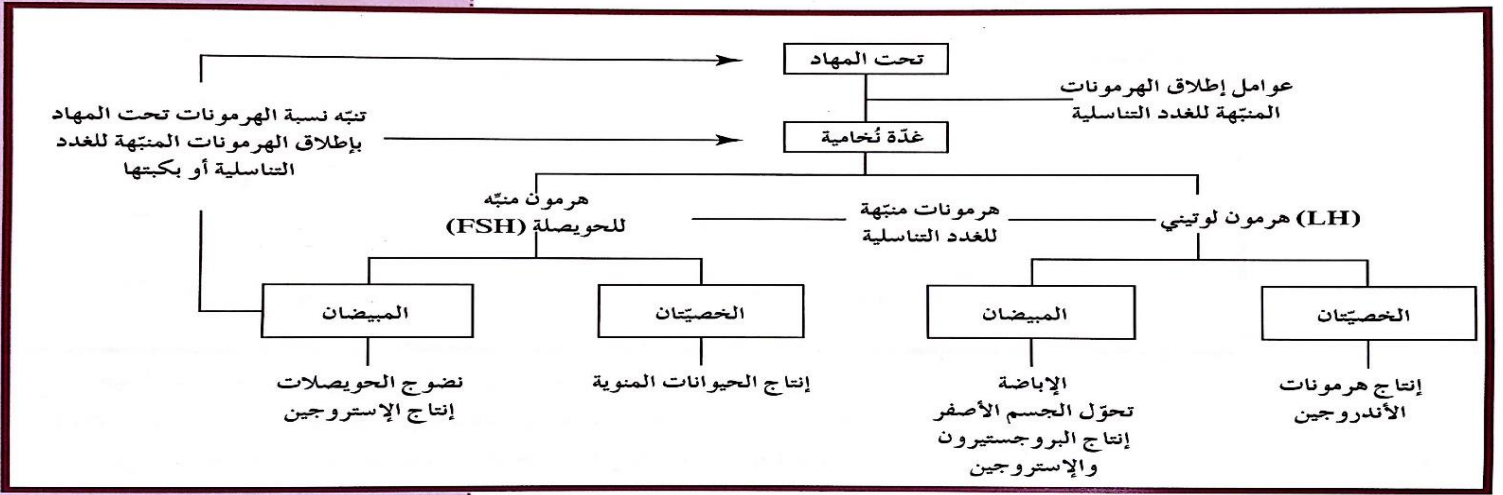 تحت المهاد
عوامل إطلاق الهرمونات
المنبّهة للغدد التناسلية
غدّة نُخامية
تنبّه نسبة الهرمونات تحت المهاد
بإطلاق الهرمونات المنبّهة للغدد
التناسلية أو بكبتها
(LH) هرمون لوتيني
هرمونات منبّهة
للغدد التناسلية
هرمون منبّه
للحويصلة (FSH)
الخصيّتان
المبيضان
الخصيّتان
المبيضان
إنتاج هرمونات
الأندروجين
الإباضة
تحوّل الجسم الأصفر
إنتاج البروجستيرون
والإستروجين
إنتاج الحيوانات المنوية
نضوج الحويصلات
إنتاج الإستروجين